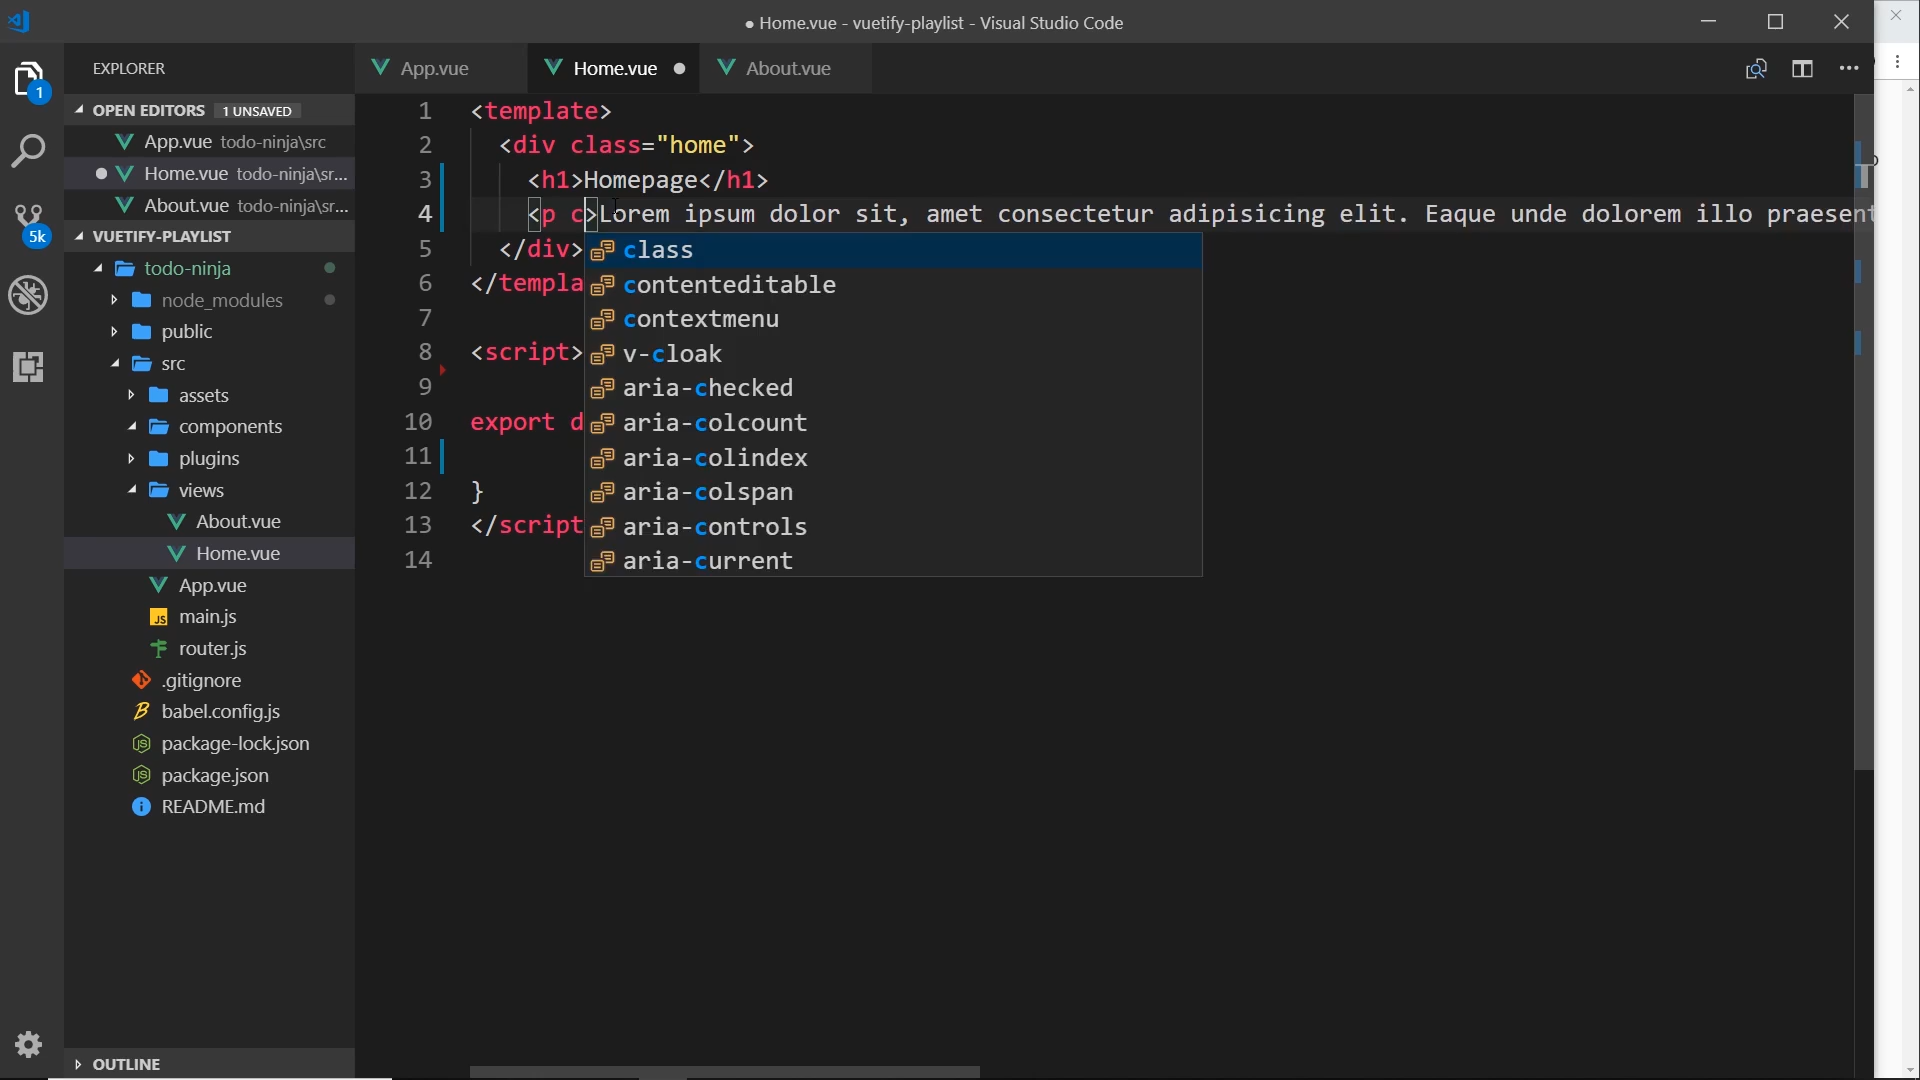 ● Home.vue - vuetify-playlist - Visual Studio Code
EXPLORER
App.vue
Home.vue ●
About.vue
1
5k
OPEN EDITORS 1 UNSAVED
App.vue todo-ninja\src
● Home.vue todo-ninja\sr...
About.vue todo-ninja\sr...
VUETIFY-PLAYLIST
todo-ninja
node_modules
public
src
assets
components
plugins
views
About.vue
Home.vue
App.vue
JS main.js
router.js
.gitignore
babel.config.js
package-lock.json
package.json
README.md
OUTLINE
1 <template>
2 <div class="home">
3 <h1>Homepage</h1>
4 <p c>Lorem ipsum dolor sit, amet consectetur adipisicing elit. Eaque unde dolorem illo praesent
5 </div>
6 </templa
7
8 <script>
9
10 export d
11
12 }
13 </script
14
class
contenteditable
contextmenu
v-cloak
aria-checked
aria-colcount
aria-colindex
aria-colspan
aria-controls
aria-current